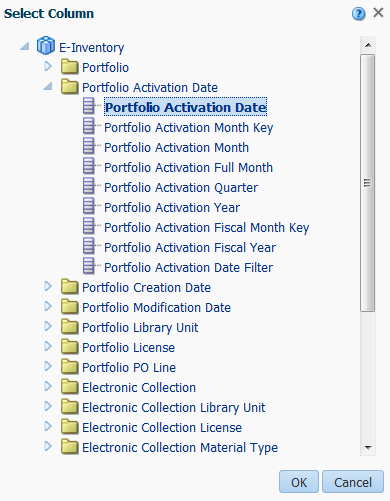 Select Column
E-Inventory
Portfolio
Portfolio Activation Date
Portfolio Activation Date
Portfolio Activation Month Key
Portfolio Activation Month
Portfolio Activation Full Month
Portfolio Activation Quarter
Portfolio Activation Year
Portfolio Activation Fiscal Month Key
Portfolio Activation Fiscal Year
Portfolio Activation Date Filter
Portfolio Creation Date
Portfolio Modification Date
Portfolio Library Unit
Portfolio License
Portfolio PO Line
Electronic Collection
Electronic Collection Library Unit
Electronic Collection License
Electronic Collection Material Type
OK Cancel